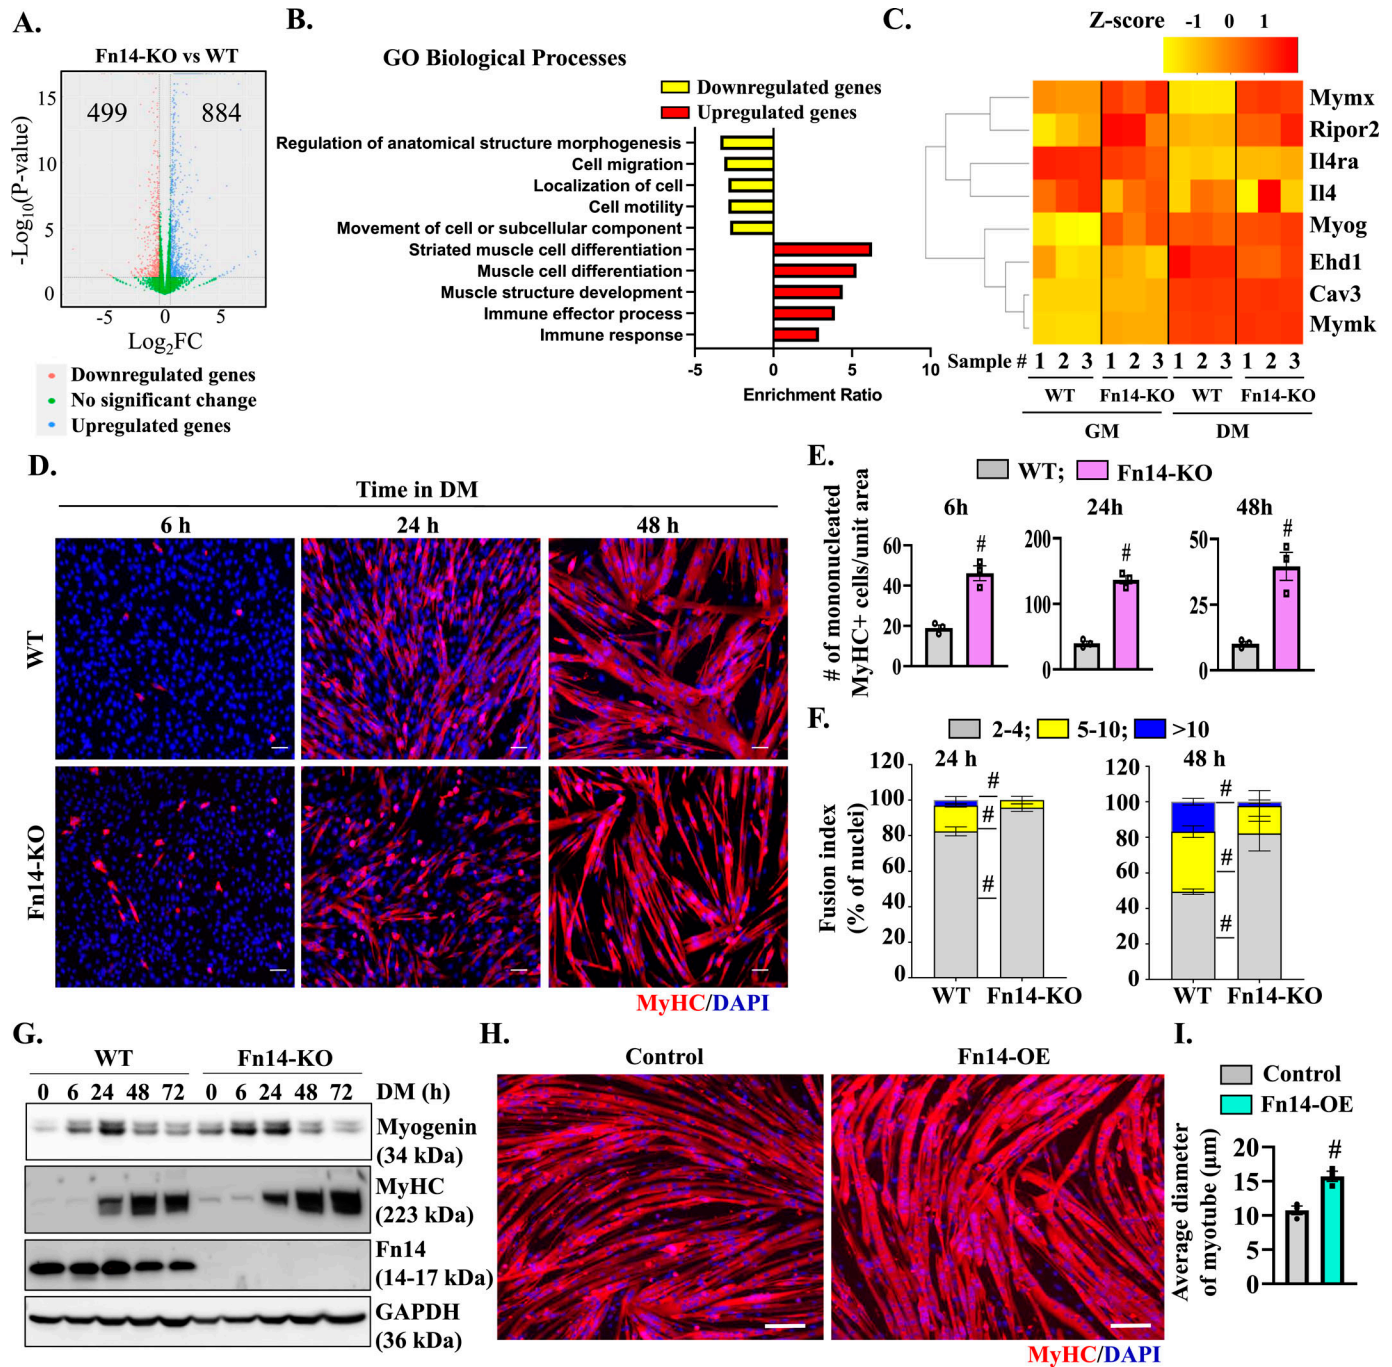 A.
Fn14-KO vs WT
499
884
15
10
5
0
-Log10(P-value)
-5
0
5
Log2FC
Downregulated genes
No significant change
Upregulated genes
B.
GO Biological Processes
Downregulated genes
Upregulated genes
Regulation of anatomical structure morphogenesis
Cell migration
Localization of cell
Cell motility
Movement of cell or subcellular component
Striated muscle cell differentiation
Muscle cell differentiation
Muscle structure development
Immune effector process
Immune response
-5
0
5
10
Enrichment Ratio
C.
Z-score
-1 0 1
Mymx
Ripor2
Il4ra
Il4
Myog
Ehd1
Cav3
Mymk
Sample # 1 2 3 1 2 3 1 2 3 1 2 3
WT Fn14-KO WT Fn14-KO
GM DM
D.
Time in DM
6 h 24 h 48 h
WT
Fn14-KO
MyHC/DAPI
E.
WT; Fn14-KO
# of mononucleated
MyHC+ cells/unit area
6h
60
40
20
0
#
24h
200
100
0
#
48h
50
25
0
#
F.
2-4; 5-10; >10
Fusion index
(% of nuclei)
24 h
120
100
80
60
40
20
0
#
#
#
WT Fn14-KO
48 h
120
100
80
60
40
20
0
#
#
#
WT Fn14-KO
G.
WT Fn14-KO
0 6 24 48 72 0 6 24 48 72 DM (h)
Myogenin
(34 kDa)
MyHC
(223 kDa)
Fn14
(14-17 kDa)
GAPDH
(36 kDa)
H.
Control Fn14-OE
MyHC/DAPI
I.
Control
Fn14-OE
Average diameter
of myotube (µm)
20
15
10
5
0
#